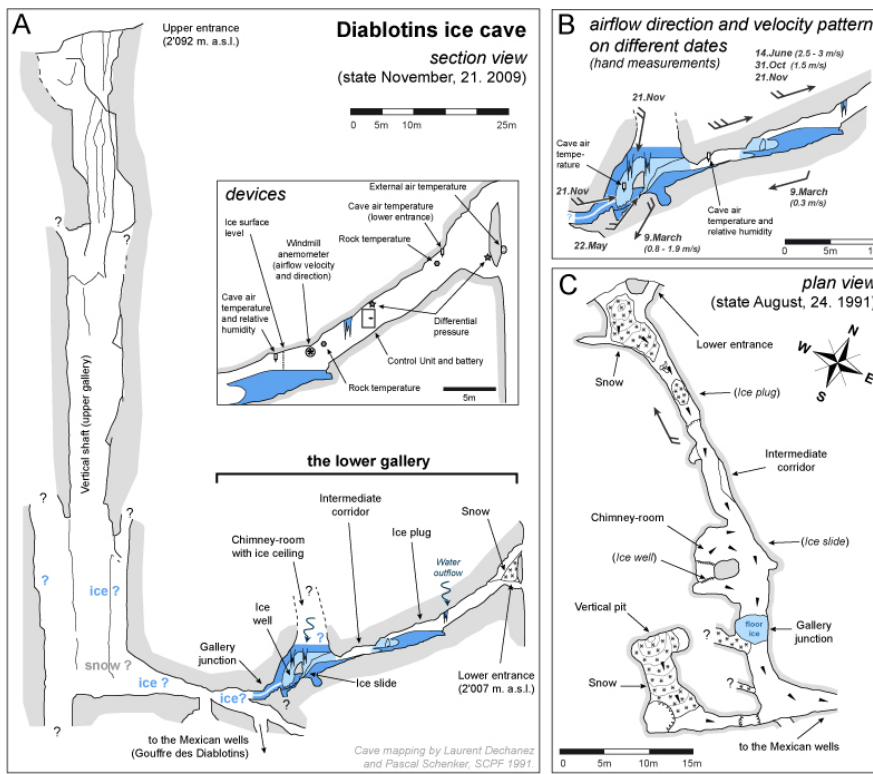 A
Upper entrance
(2'092 m. a.s.l.)
Diablotins ice cave
section view
(state November, 21. 2009)
0 5m 10m 25m
devices
External air temperature
Cave air temperature
(lower entrance)
Ice surface
level
Windmill
anemometer
(airflow velocity
and direction)
Rock temperature
Cave air
temperature
and relative
humidity
Differential
pressure
Control Unit and battery
Rock temperature
5m
?
?
Vertical shaft (upper gallery)
?
?
?
ice ?
snow ?
ice ?
ice?
?
the lower gallery
Chimney-room
with ice ceiling
Intermediate
corridor
Ice plug
Snow
Water
outflow
?
?
Ice
well
Gallery
junction
Ice slide
?
Lower entrance
(2'007 m. a.s.l.)
to the Mexican wells
(Gouffre des Diablotins)
Cave mapping by Laurent Dechanez
and Pascal Schenker, SCPF 1991.
B
airflow direction and velocity pattern
on different dates
(hand measurements)
14.June (2.5 - 3 m/s)
31.Oct (1.5 m/s)
21.Nov
21.Nov
Cave air
tempe-
rature
21.Nov
?
22.May
9.March
(0.8 - 1.9 m/s)
Cave air
temperature and
relative humidity
9.March
(0.3 m/s)
0 5m
C
plan view
(state August, 24. 1991)
Lower entrance
N
W
E
S
Snow
(Ice plug)
Intermediate
corridor
Chimney-room
(Ice slide)
(Ice well)
Vertical pit
floor
ice
Gallery
junction
?
?
Snow
to the Mexican wells
0 5m 10m 15m